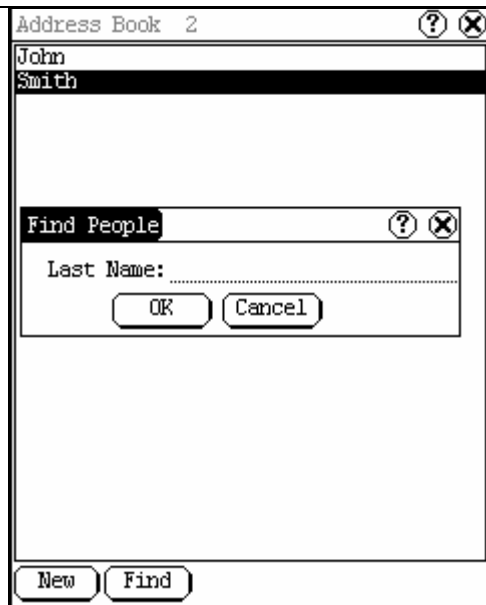 Address Book 2 ?
John
Smith
Find People ?
Last Name:
OK Cancel
New Find